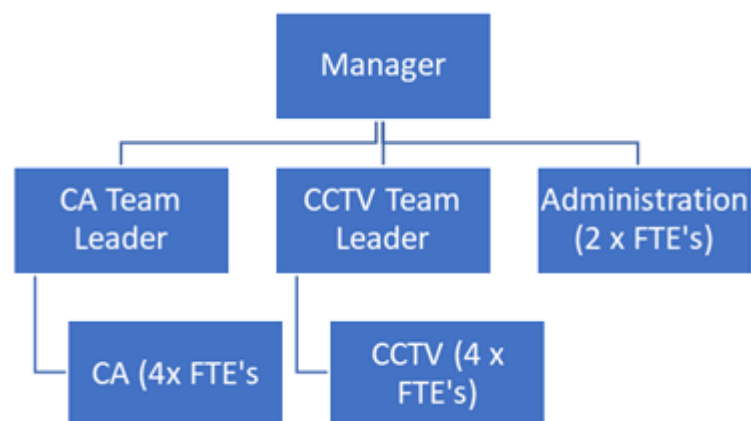 Manager
CA Team
Leader
CCTV Team
Leader
Administration
(2 x FTE's)
CA (4x FTE's
CCTV (4 x
FTE's)